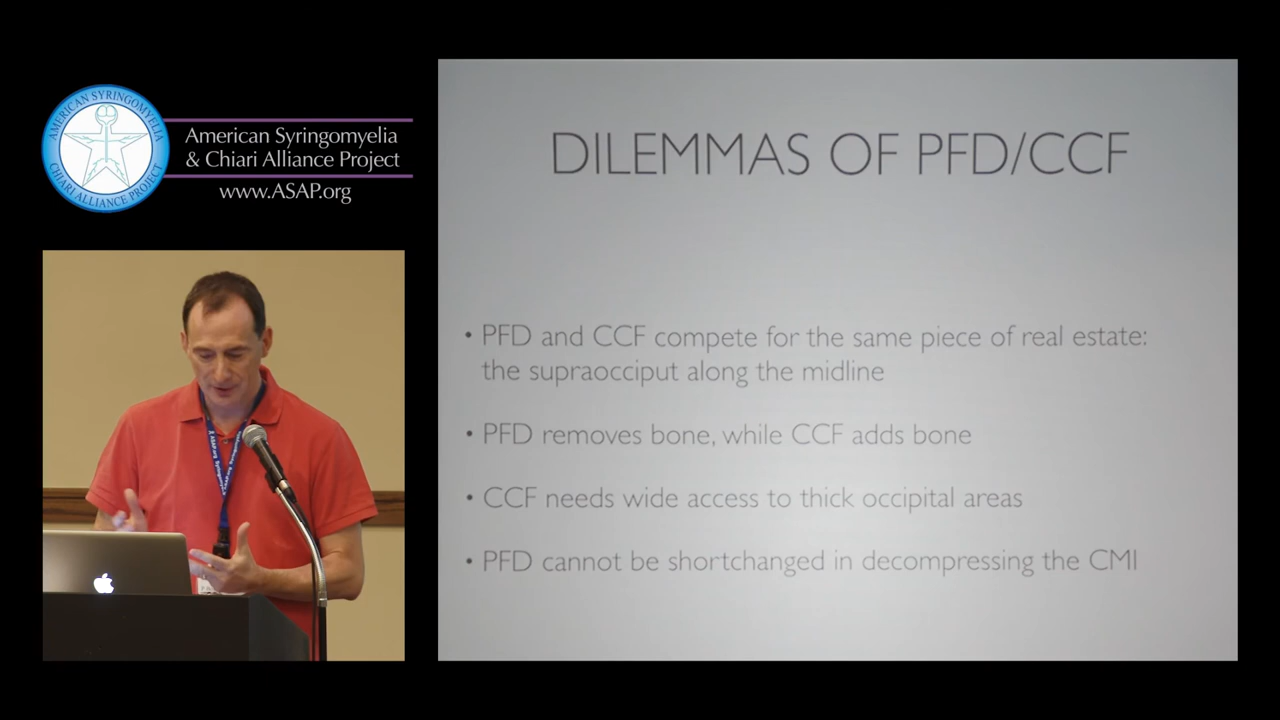 AMERICAN SYRINGOMYELIA
CHIARI ALLIANCE PROJECT
American Syringomyelia
& Chiari Alliance Project
www.ASAP.org
DILEMMAS OF PFD/CCF
• PFD and CCF compete for the same piece of real estate:
the supraocciput along the midline
• PFD removes bone, while CCF adds bone
• CCF needs wide access to thick occipital areas
• PFD cannot be shortchanged in decompressing the CMI